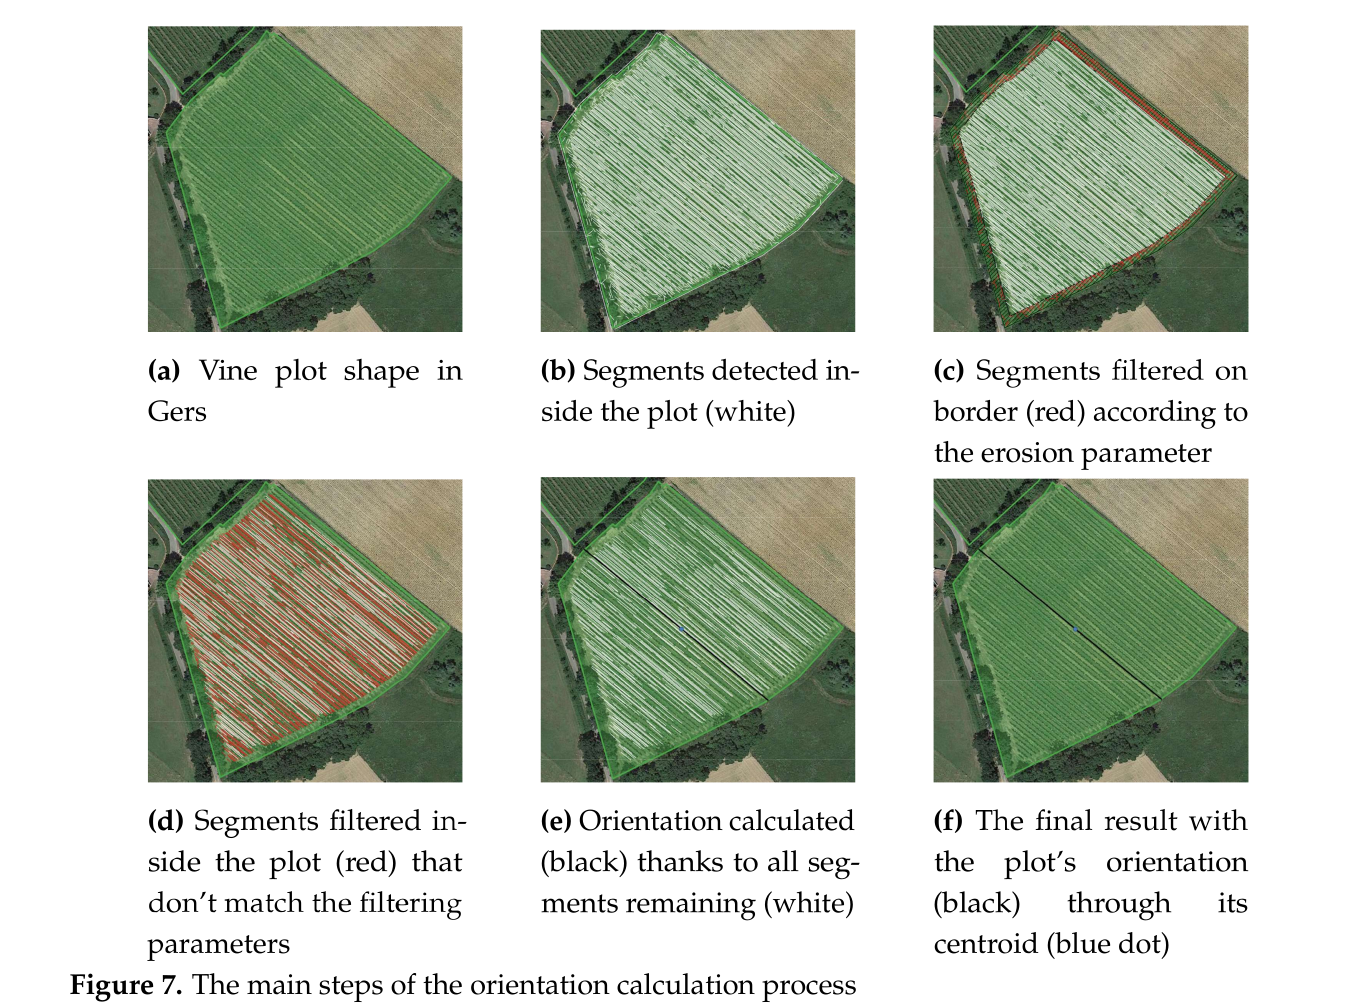 (a) Vine plot shape in
Gers
(b) Segments detected in-
side the plot (white)
(c) Segments filtered on
border (red) according to
the erosion parameter
(d) Segments filtered in-
side the plot (red) that
don't match the filtering
parameters
(e) Orientation calculated
(black) thanks to all seg-
ments remaining (white)
(f) The final result with
the plot's orientation
(black) through its
centroid (blue dot)
Figure 7. The main steps of the orientation calculation process